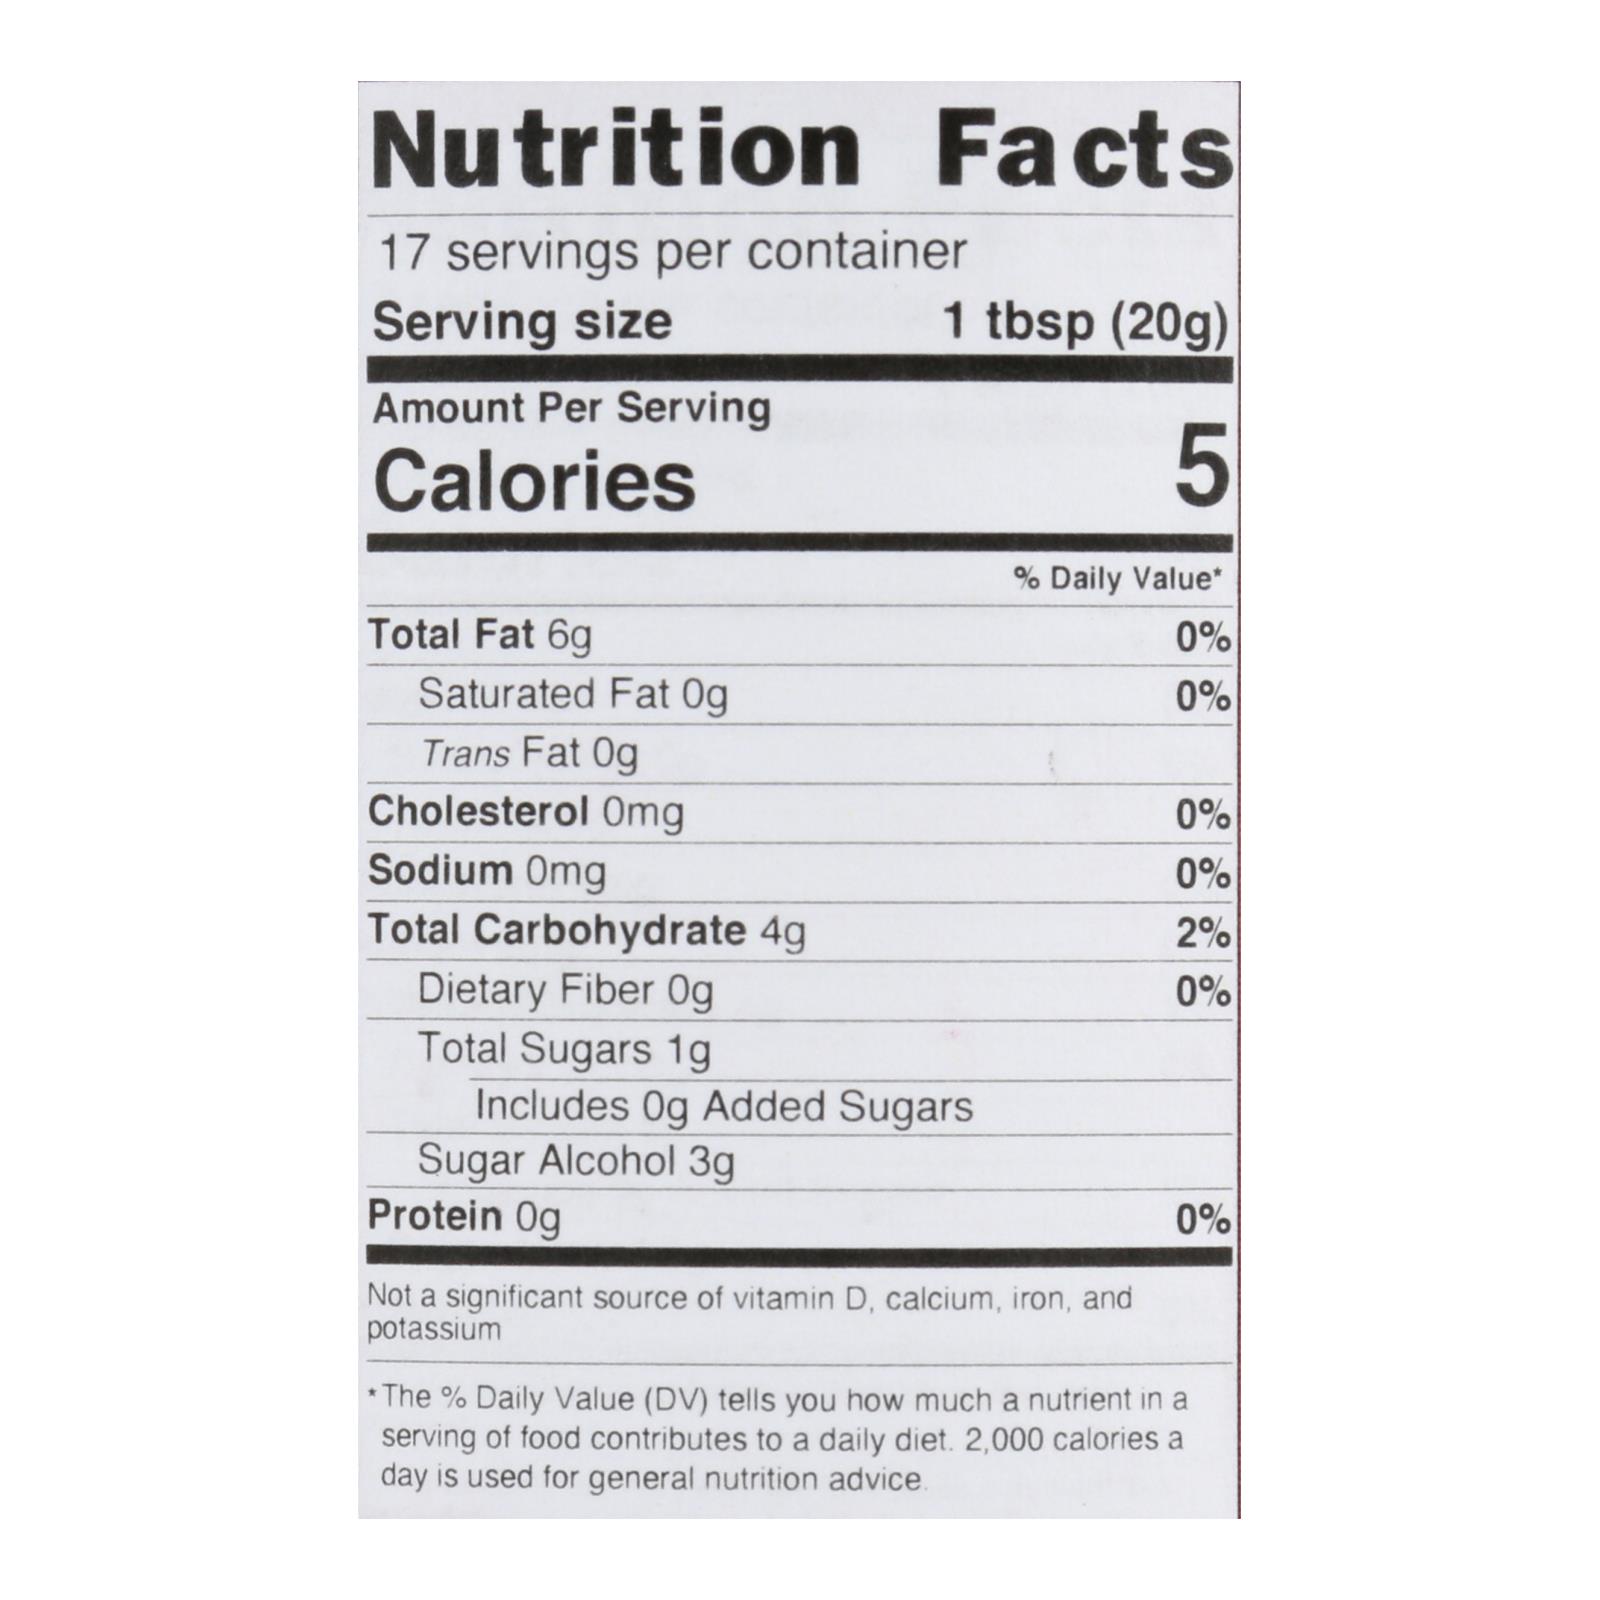 Nutrition Facts
17 servings per container
Serving size 1 tbsp (20g)
Amount Per Serving
Calories 5
% Daily Value*
Total Fat 6g 0%
Saturated Fat 0g 0%
Trans Fat 0g
Cholesterol 0mg 0%
Sodium 0mg 0%
Total Carbohydrate 4g 2%
Dietary Fiber 0g 0%
Total Sugars 1g
Includes 0g Added Sugars
Sugar Alcohol 3g
Protein 0g 0%
Not a significant source of vitamin D, calcium, iron, and
potassium
*The % Daily Value (DV) tells you how much a nutrient in a
serving of food contributes to a daily diet. 2,000 calories a
day is used for general nutrition advice.